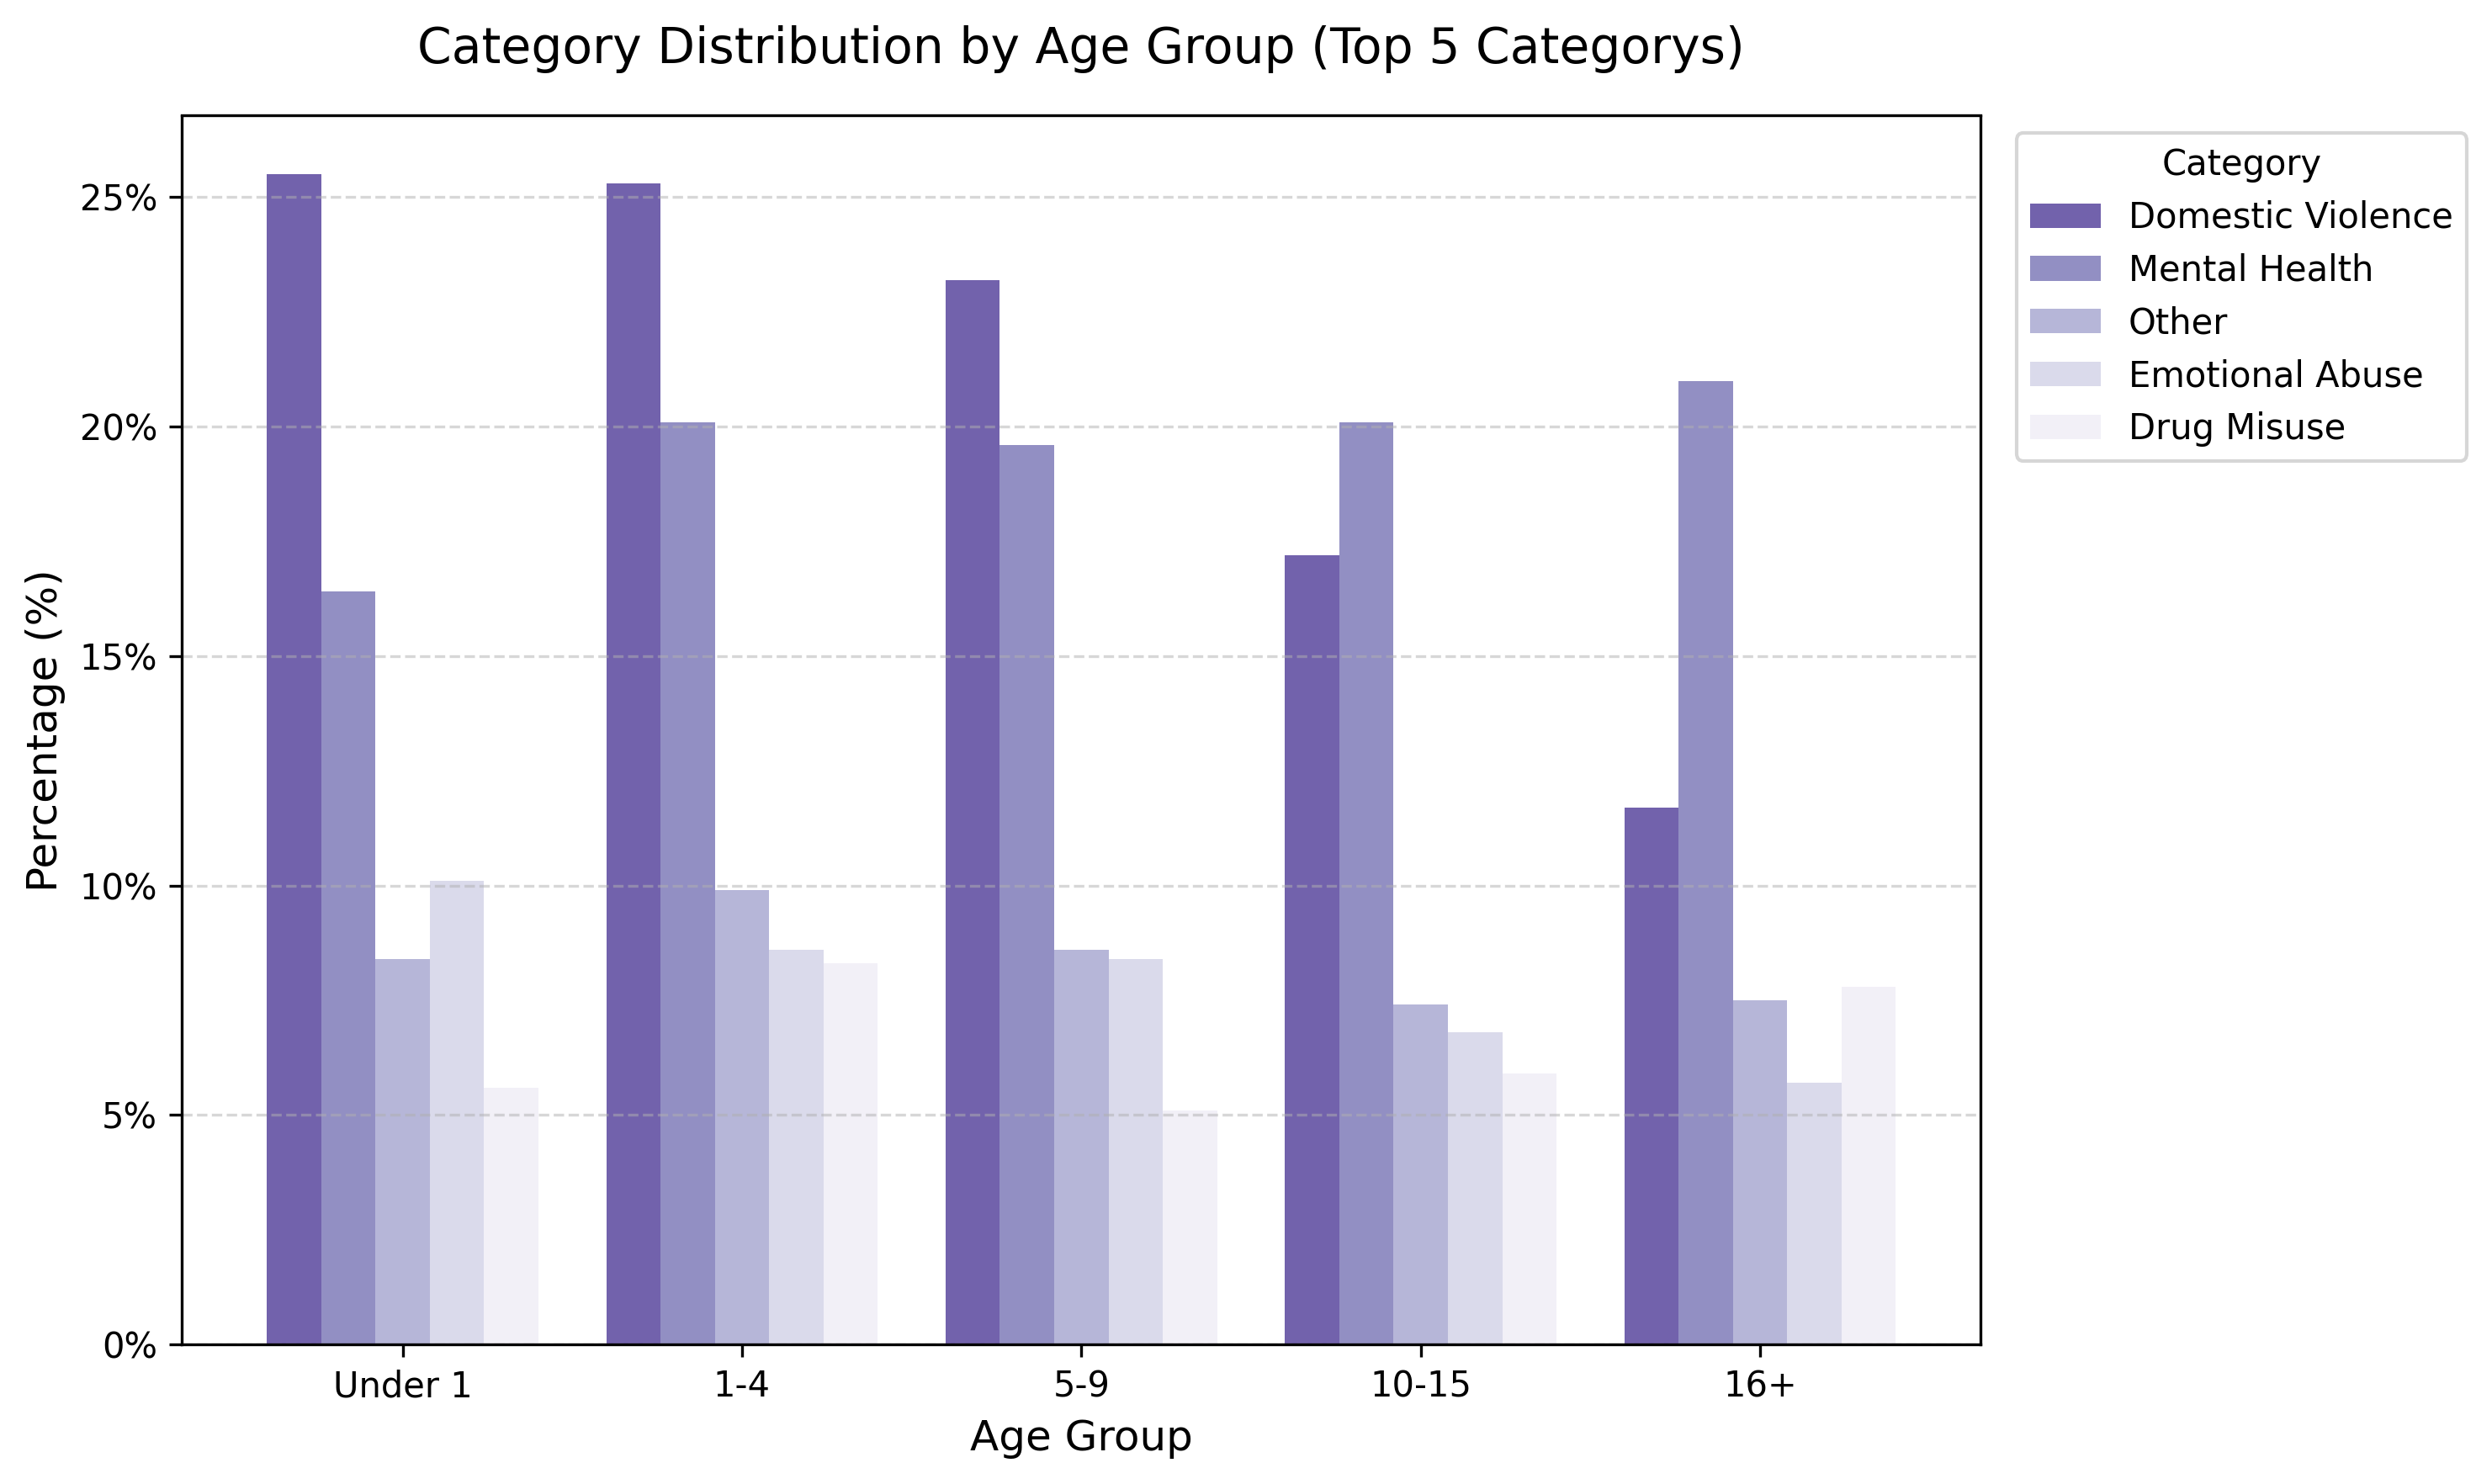 Category Distribution by Age Group (Top 5 Categorys)
Percentage (%)
25%
20%
15%
10%
5%
0%
Under 1
1-4
5-9
10-15
16+
Age Group
Category
Domestic Violence
Mental Health
Other
Emotional Abuse
Drug Misuse